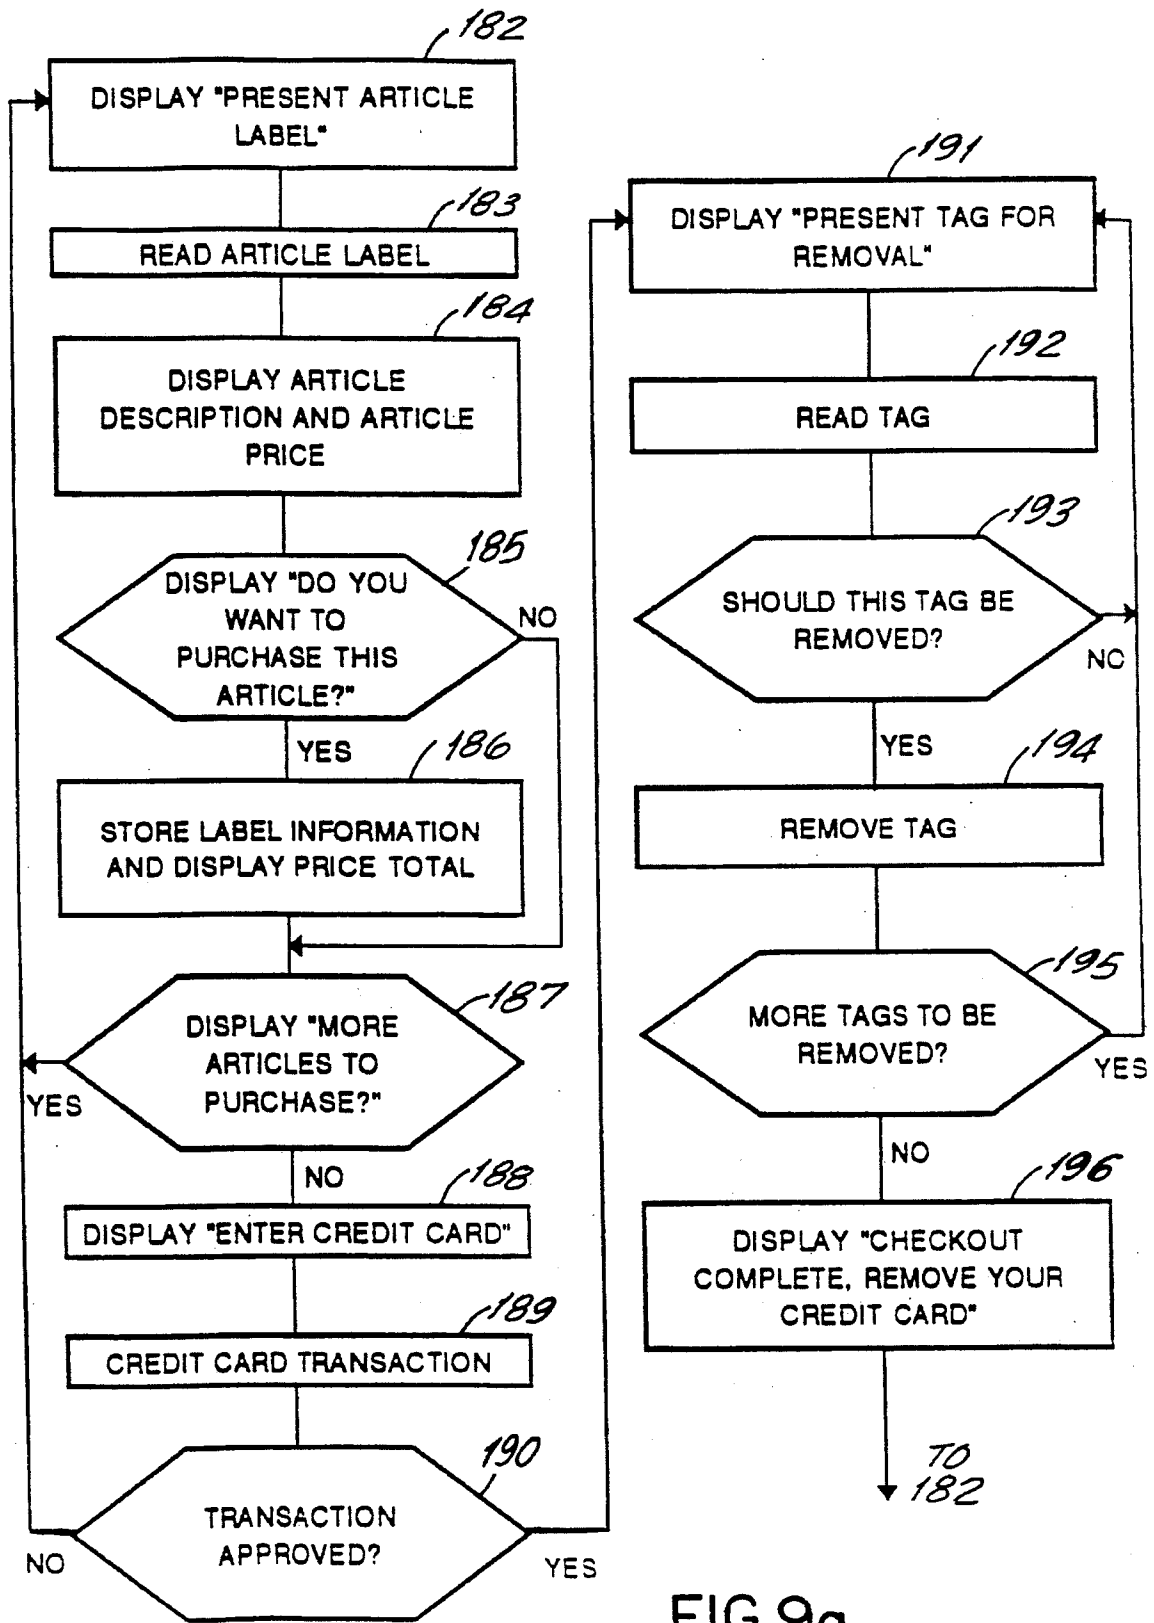 182
DISPLAY "PRESENT ARTICLE
LABEL"
183
READ ARTICLE LABEL
184
DISPLAY ARTICLE
DESCRIPTION AND ARTICLE
PRICE
185
DISPLAY "DO YOU
WANT TO
PURCHASE THIS
ARTICLE?"
NO
YES
186
STORE LABEL INFORMATION
AND DISPLAY PRICE TOTAL
187
DISPLAY "MORE
ARTICLES TO
PURCHASE?"
YES
NO
188
DISPLAY "ENTER CREDIT CARD"
189
CREDIT CARD TRANSACTION
190
TRANSACTION
APPROVED?
NO
YES
191
DISPLAY "PRESENT TAG FOR
REMOVAL"
192
READ TAG
193
SHOULD THIS TAG BE
REMOVED?
NO
YES
194
REMOVE TAG
195
MORE TAGS TO BE
REMOVED?
YES
NO
196
DISPLAY "CHECKOUT
COMPLETE, REMOVE YOUR
CREDIT CARD"
TO
182
FIG.9a